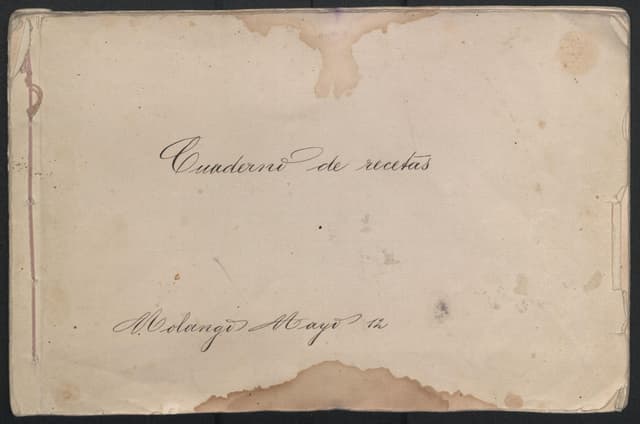 Cuaderno de recetas
Molango Mayo 12